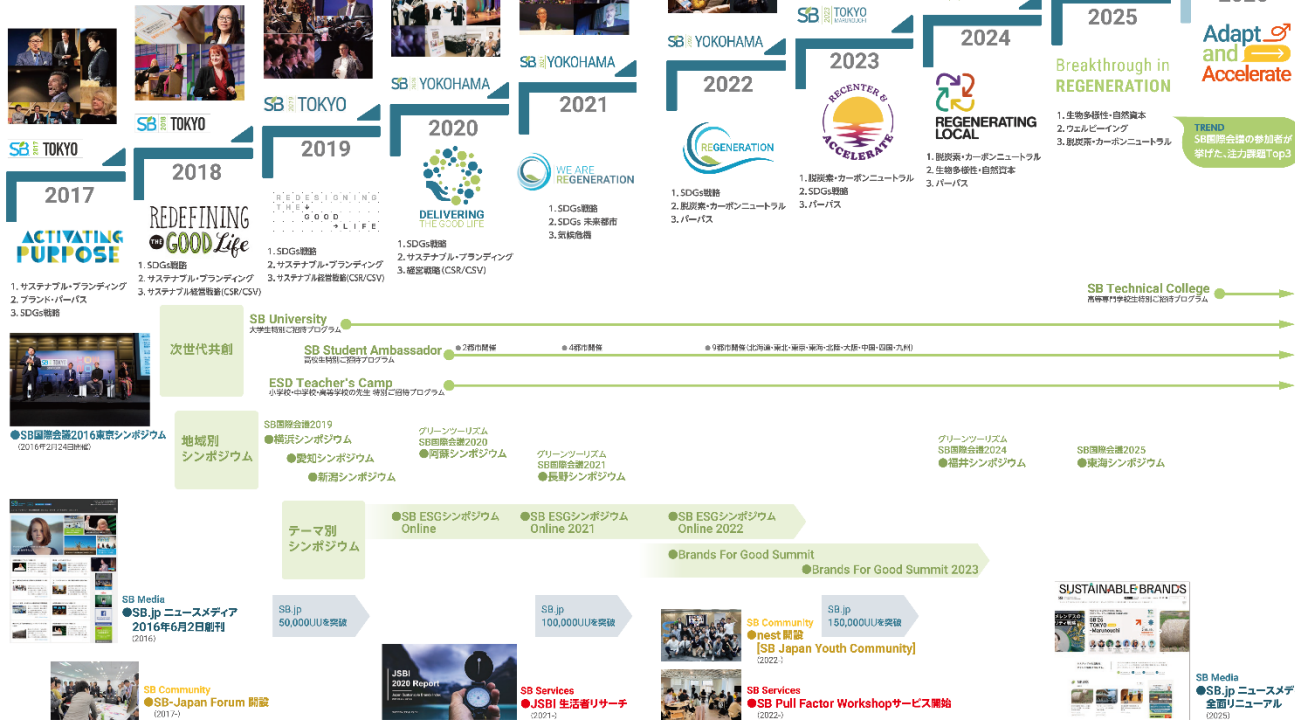 SB 2017 TOKYO
2017
ACTIVATING
PURPOSE
1. サステナブル・ブランディング
2. ブランド・パーパス
3. SDGs戦略
SB 2018 TOKYO
2018
REDEFINING
THE GOOD Life
1. SDGs戦略
2. サステナブル・ブランディング
3. サステナブル経営戦略(CSR/CSV)
SB 2019 TOKYO
2019
REDESIGNING
THE
GOOD
LIFE
1. SDGs戦略
2. サステナブル・ブランディング
3. サステナブル経営戦略(CSR/CSV)
SB YOKOHAMA
2020
DELIVERING
THE GOOD LIFE
1. SDGs戦略
2. サステナブル・ブランディング
3. 経営戦略(CSR/CSV)
SB YOKOHAMA
2021
WE ARE
REGENERATION
1. SDGs戦略
2. SDGs 未来都市
3. 気候危機
SB YOKOHAMA
2022
REGENERATION
1. SDGs戦略
2. 脱炭素・カーボンニュートラル
3. パーパス
SB 2023 TOKYO
MARUNOUCHI
2023
RECENTER &
ACCELERATE
1. 脱炭素・カーボンニュートラル
2. SDGs戦略
3. パーパス
2024
REGENERATING
LOCAL
1. 脱炭素・カーボンニュートラル
2. 生物多様性・自然資本
3. パーパス
2025
Breakthrough in
REGENERATION
1. 生物多様性・自然資本
2. ウェルビーイング
3. 脱炭素・カーボンニュートラル
Adapt
and
Accelerate
TREND
SB国際会議の参加者が
挙げた、注力課題Top3
SB Technical College
高等専門学校生特別ご招待プログラム
次世代共創
SB University
大学生特別ご招待プログラム
SB Student Ambassador
高校生特別ご招待プログラム
●2都市開催
●4都市開催
●9都市開催(北海道・東北・東京・東海・北陸・大阪・中国・四国・九州)
ESD Teacher's Camp
小学校・中学校・高等学校の先生 特別ご招待プログラム
●SB国際会議2016東京シンポジウム
(2016年2月24日開催)
地域別
シンポジウム
SB国際会議2019
●横浜シンポジウム
●愛知シンポジウム
●新潟シンポジウム
グリーンツーリズム
SB国際会議2020
●阿蘇シンポジウム
グリーンツーリズム
SB国際会議2021
●長野シンポジウム
グリーンツーリズム
SB国際会議2024
●福井シンポジウム
SB国際会議2025
●東海シンポジウム
テーマ別
シンポジウム
●SB ESGシンポジウム
Online
●SB ESGシンポジウム
Online 2021
●SB ESGシンポジウム
Online 2022
●Brands For Good Summit
●Brands For Good Summit 2023
SB Media
●SB.jp ニュースメディア
2016年6月2日創刊
(2016)
SB.jp
50,000UUを突破
SB.jp
100,000UUを突破
SB Community
●nest 開設
[SB Japan Youth Community]
(2022-)
SB.jp
150,000UUを突破
SUSTAINABLE BRANDS
SB Community
●SB-Japan Forum 開設
(2017-)
JSBI
2020 Report
SB Services
●JSBI 生活者リサーチ
(2021-)
SB Services
●SB Pull Factor Workshopサービス開始
(2022-)
SB Media
●SB.jp ニュースメデ
全面リニューアル
(2025)